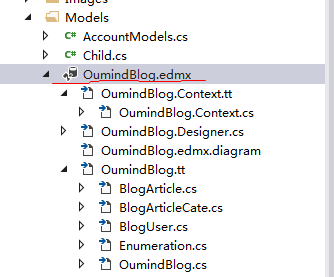 Images
Models
AccountModels.cs
Child.cs
OumindBlog.edmx
OumindBlog.Context.tt
OumindBlog.Context.cs
OumindBlog.Designer.cs
OumindBlog.edmx.diagram
OumindBlog.tt
BlogArticle.cs
BlogArticleCate.cs
BlogUser.cs
Enumeration.cs
OumindBlog.cs